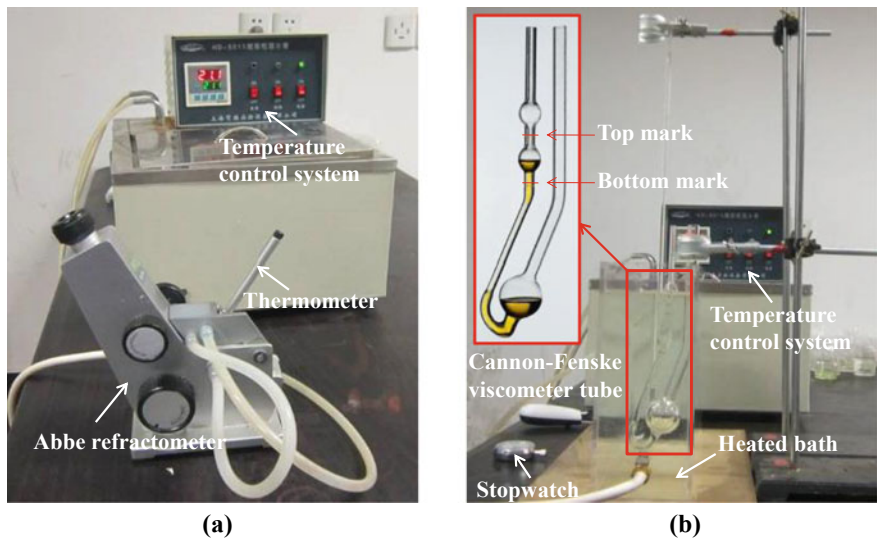 Temperature
control system
Thermometer
Abbe refractometer
(a)
Top mark
Bottom mark
Temperature
control system
Cannon-Fenske
viscometer tube
Heated bath
Stopwatch
(b)